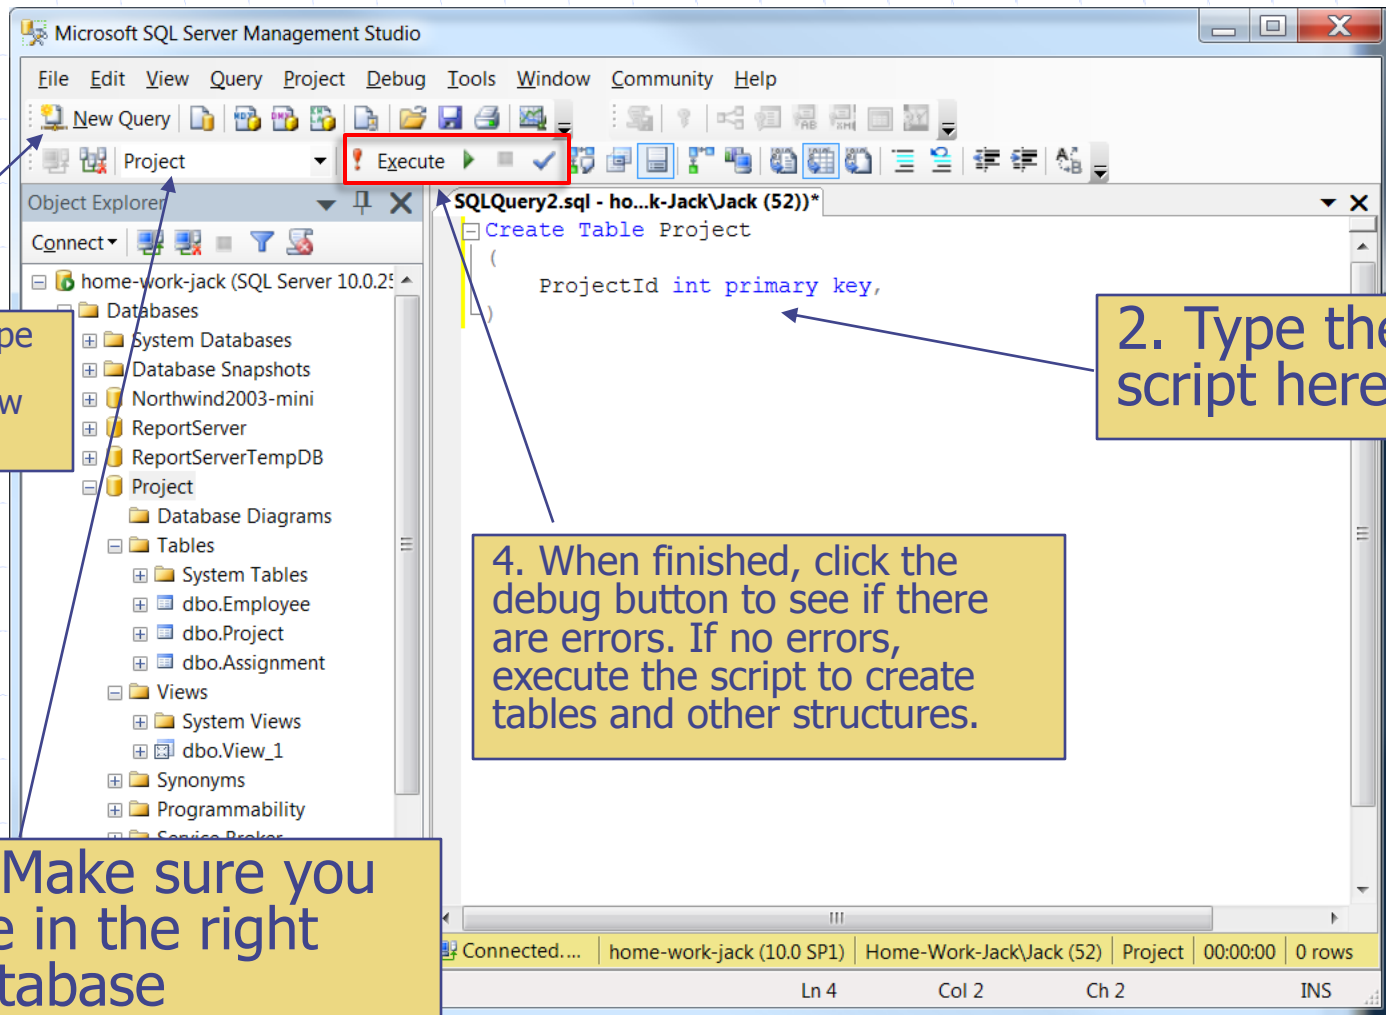 Microsoft SQL Server Management Studio
File Edit View Query Project Debug Tools Window Community Help
New Query
Project
Execute
Object Explorer
Connect
home-work-jack (SQL Server 10.0.25
Databases
System Databases
Database Snapshots
Northwind2003-mini
ReportServer
ReportServerTempDB
Project
Database Diagrams
Tables
System Tables
dbo.Employee
dbo.Project
dbo.Assignment
Views
System Views
dbo.View_1
Synonyms
Programmability
Service Broker
SQLQuery2.sql - ho...k-Jack\Jack (52))*
Create Table Project
(
ProjectId int primary key,
)
pe
w
2. Type the
script here
4. When finished, click the
debug button to see if there
are errors. If no errors,
execute the script to create
tables and other structures.
Make sure you
e in the right
tabase
Connected.... home-work-jack (10.0 SP1) Home-Work-Jack\Jack (52) Project 00:00:00 0 rows
Ln 4 Col 2 Ch 2 INS